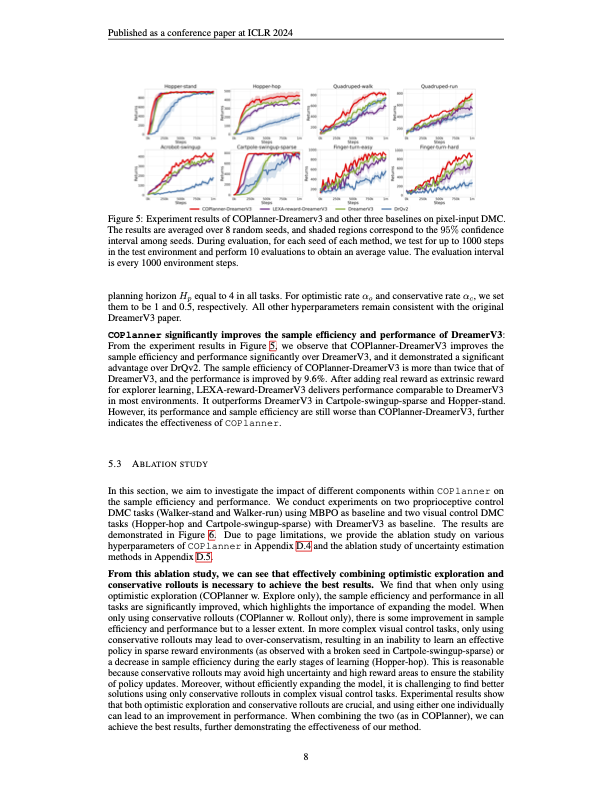 Published as a conference paper at ICLR 2024
Hopper-stand
Hopper-hop
Quadruped-walk
Quadruped-run
Returns
Steps
Acrobot-swingup
Cartpole-swingup-sparse
Finger-turn-easy
Finger-turn-hard
Returns
Steps
COPlanner-DreamerV3 LEXA-reward-DreamerV3 DreamerV3 DrQv2
Figure 5: Experiment results of COPlanner-Dreamerv3 and other three baselines on pixel-input DMC.
The results are averaged over 8 random seeds, and shaded regions correspond to the 95% confidence
interval among seeds. During evaluation, for each seed of each method, we test for up to 1000 steps
in the test environment and perform 10 evaluations to obtain an average value. The evaluation interval
is every 1000 environment steps.
planning horizon Hp equal to 4 in all tasks. For optimistic rate αo and conservative rate αc, we set
them to be 1 and 0.5, respectively. All other hyperparameters remain consistent with the original
DreamerV3 paper.
COPlanner significantly improves the sample efficiency and performance of DreamerV3:
From the experiment results in Figure 5, we observe that COPlanner-DreamerV3 improves the
sample efficiency and performance significantly over DreamerV3, and it demonstrated a significant
advantage over DrQv2. The sample efficiency of COPlanner-DreamerV3 is more than twice that of
DreamerV3, and the performance is improved by 9.6%. After adding real reward as extrinsic reward
for explorer learning, LEXA-reward-DreamerV3 delivers performance comparable to DreamerV3
in most environments. It outperforms DreamerV3 in Cartpole-swingup-sparse and Hopper-stand.
However, its performance and sample efficiency are still worse than COPlanner-DreamerV3, further
indicates the effectiveness of COPlanner.
5.3 ABLATION STUDY
In this section, we aim to investigate the impact of different components within COPlanner on
the sample efficiency and performance. We conduct experiments on two proprioceptive control
DMC tasks (Walker-stand and Walker-run) using MBPO as baseline and two visual control DMC
tasks (Hopper-hop and Cartpole-swingup-sparse) with DreamerV3 as baseline. The results are
demonstrated in Figure 6. Due to page limitations, we provide the ablation study on various
hyperparameters of COPlanner in Appendix D.4 and the ablation study of uncertainty estimation
methods in Appendix D.5.
From this ablation study, we can see that effectively combining optimistic exploration and
conservative rollouts is necessary to achieve the best results. We find that when only using
optimistic exploration (COPlanner w. Explore only), the sample efficiency and performance in all
tasks are significantly improved, which highlights the importance of expanding the model. When
only using conservative rollouts (COPlanner w. Rollout only), there is some improvement in sample
efficiency and performance but to a lesser extent. In more complex visual control tasks, only using
conservative rollouts may lead to over-conservatism, resulting in an inability to learn an effective
policy in sparse reward environments (as observed with a broken seed in Cartpole-swingup-sparse) or
a decrease in sample efficiency during the early stages of learning (Hopper-hop). This is reasonable
because conservative rollouts may avoid high uncertainty and high reward areas to ensure the stability
of policy updates. Moreover, without efficiently expanding the model, it is challenging to find better
solutions using only conservative rollouts in complex visual control tasks. Experimental results show
that both optimistic exploration and conservative rollouts are crucial, and using either one individually
can lead to an improvement in performance. When combining the two (as in COPlanner), we can
achieve the best results, further demonstrating the effectiveness of our method.
8